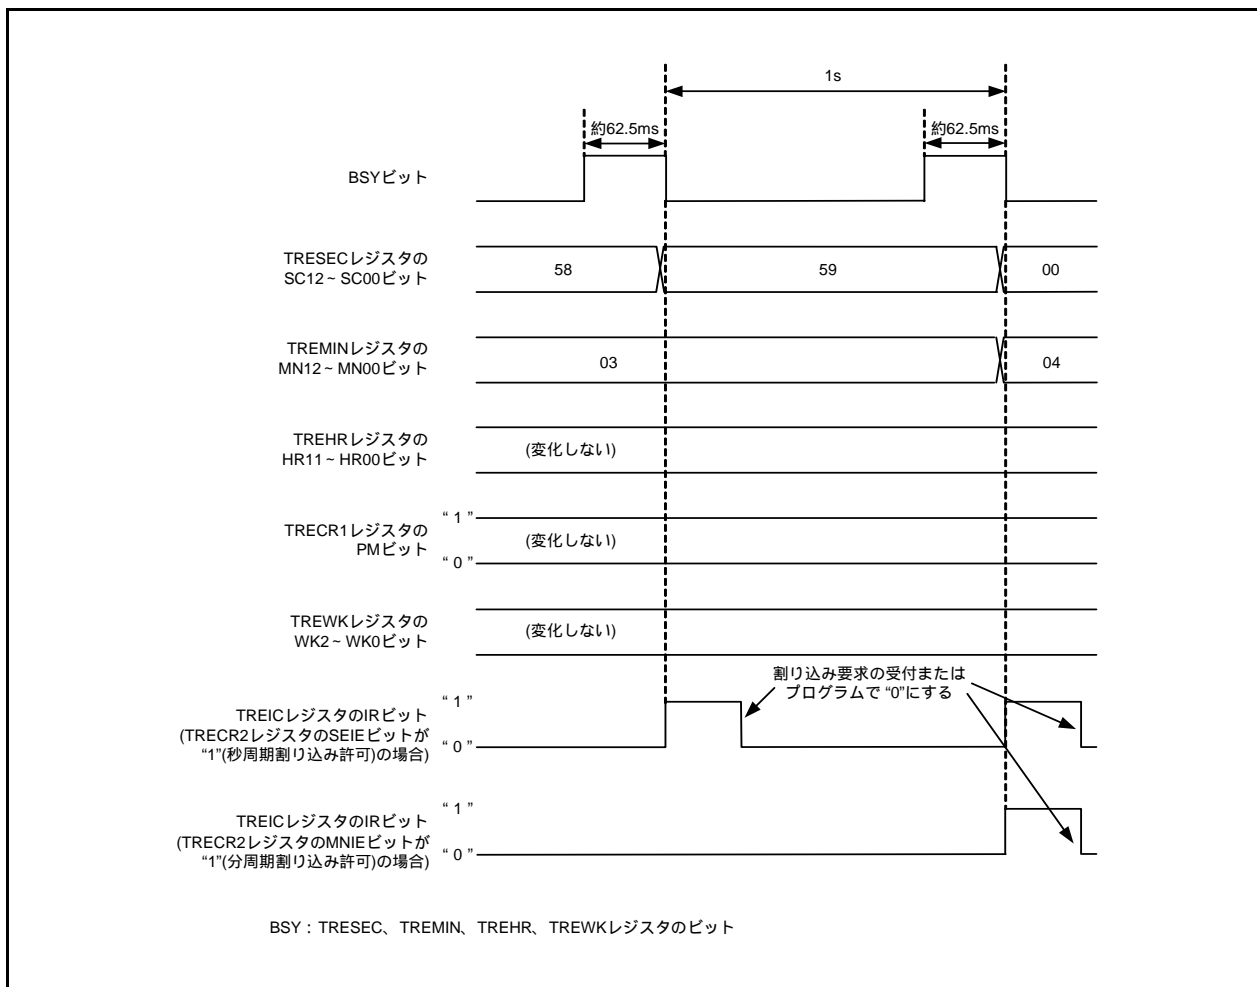 1s
約62.5ms
約62.5ms
BSYビット
TRESECレジスタの
SC12～SC00ビット
58
59
00
TREMINレジスタの
MN12～MN00ビット
03
04
TREHRレジスタの
HR11～HR00ビット
(変化しない)
TRECR1レジスタの
PMビット
“ 1 ”
(変化しない)
“ 0 ”
TREWKレジスタの
WK2～WK0ビット
(変化しない)
割り込み要求の受付または
プログラムで “0”にする
TREICレジスタのIRビット
(TRECR2レジスタのSEIEビットが
“1”(秒周期割り込み許可)の場合)
“ 1 ”
“ 0 ”
TREICレジスタのIRビット
(TRECR2レジスタのMNIEビットが
“1”(分周期割り込み許可)の場合)
“ 1 ”
“ 0 ”
BSY：TRESEC、TREMIN、TREHR、TREWKレジスタのビット